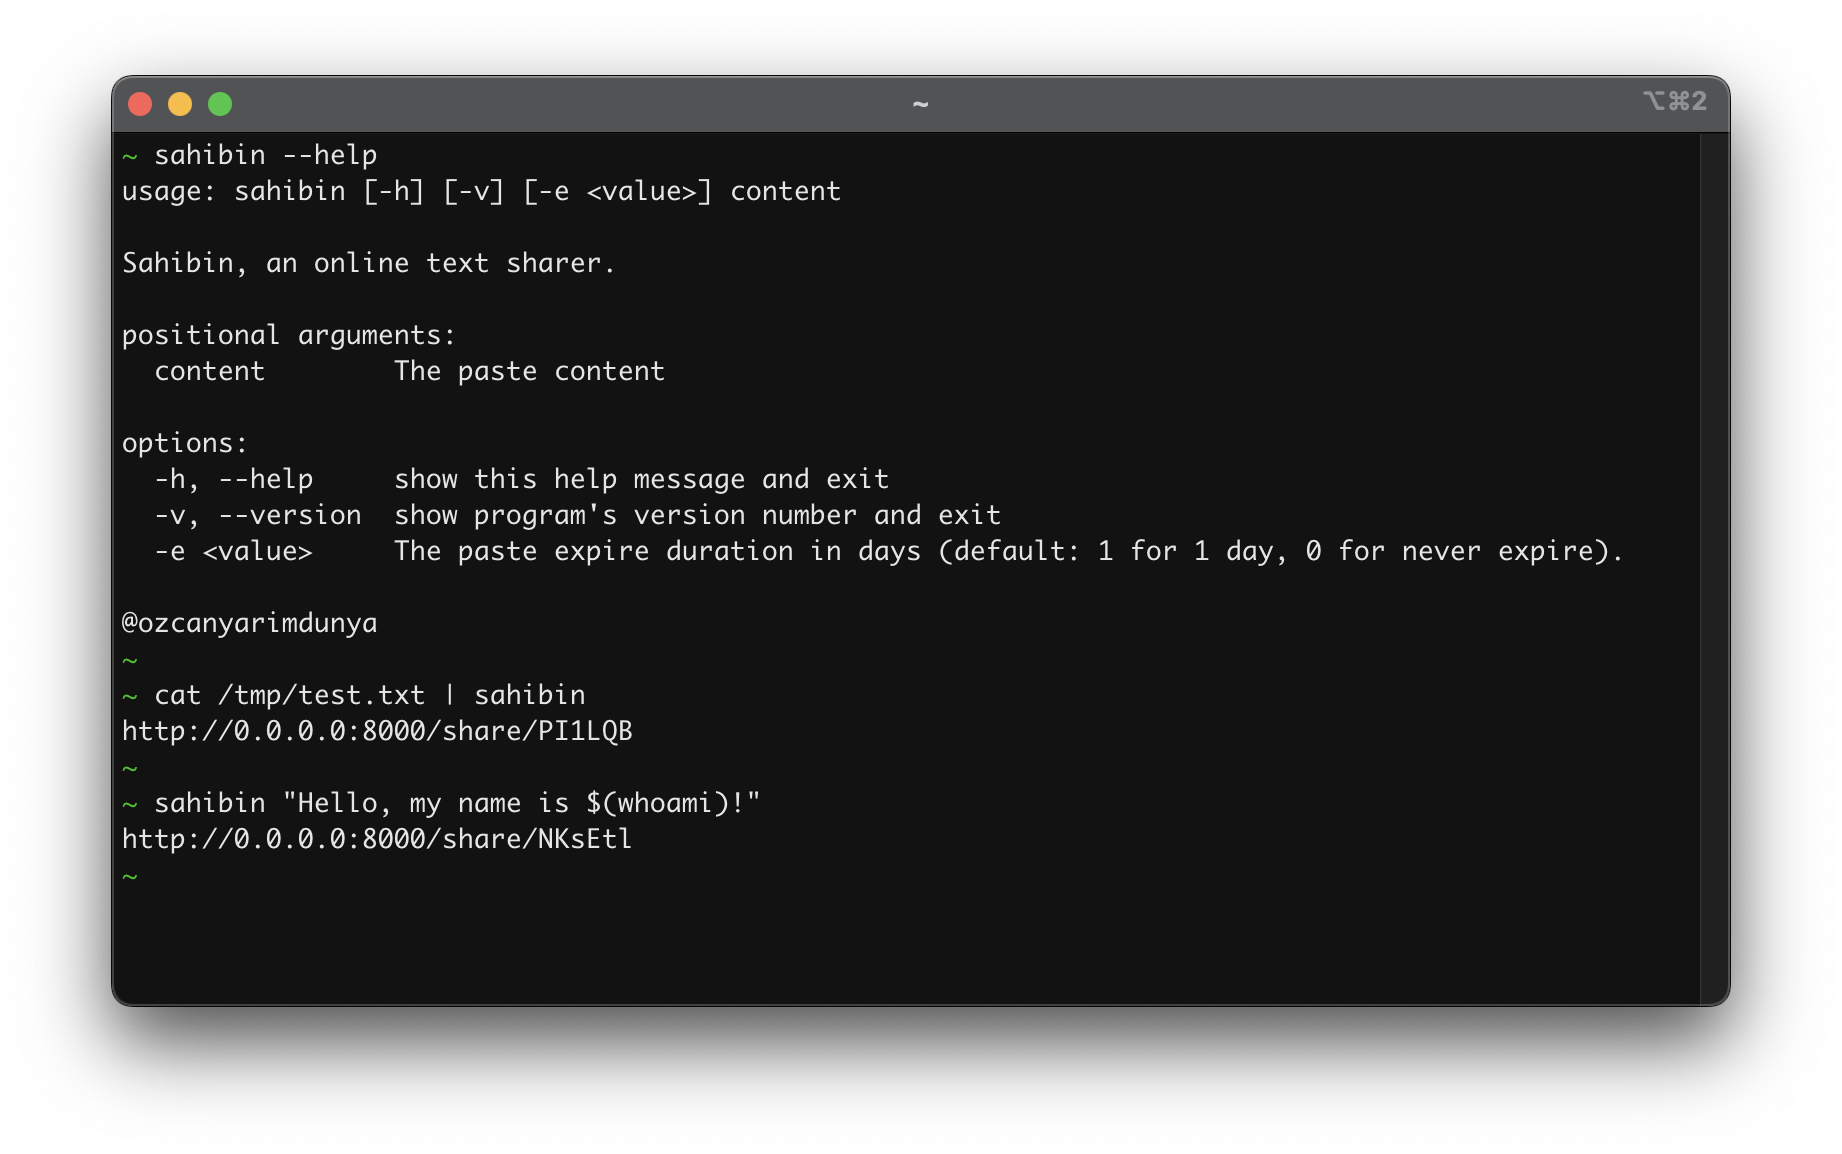 ~
⌥⌘2
~ sahibin --help
usage: sahibin [-h] [-v] [-e <value>] content
Sahibin, an online text sharer.
positional arguments:
  content        The paste content
options:
  -h, --help     show this help message and exit
  -v, --version  show program's version number and exit
  -e <value>     The paste expire duration in days (default: 1 for 1 day, 0 for never expire).
@ozcanyarimdunya
~
~ cat /tmp/test.txt | sahibin
http://0.0.0.0:8000/share/PI1LQB
~
~ sahibin "Hello, my name is $(whoami)!"
http://0.0.0.0:8000/share/NKsEtl
~